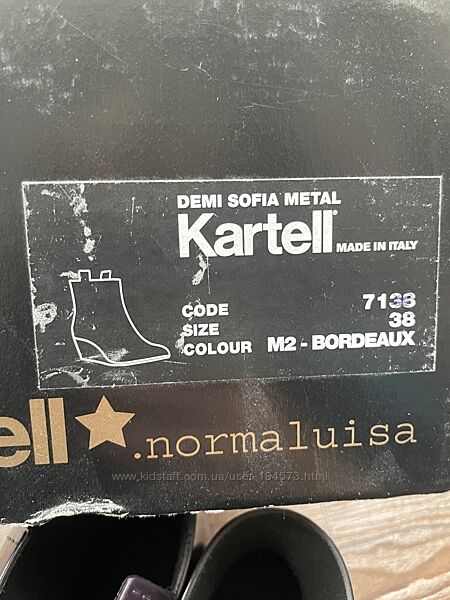 DEMI SOFIA METAL
Kartell® MADE IN ITALY
CODE 7138
SIZE 38
COLOUR M2 - BORDEAUX
ell★.normaluisa
www.kidstaff.com.ua/user-194573.html